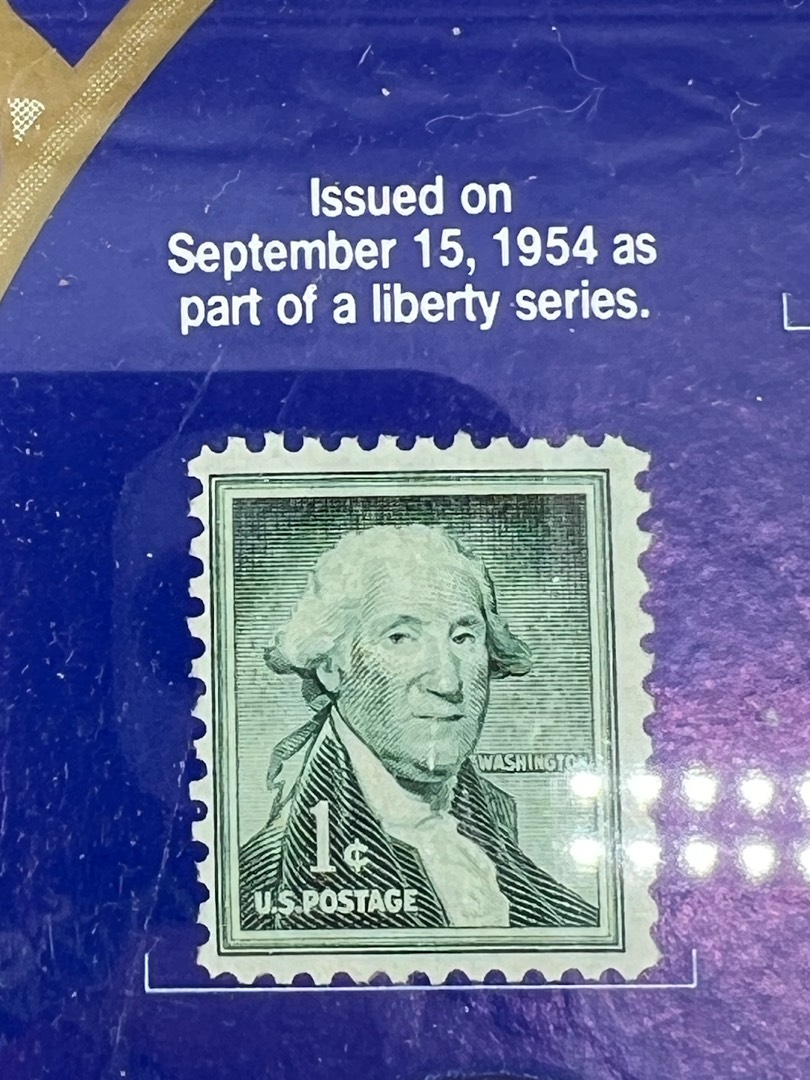 Issued on
September 15, 1954 as
part of a liberty series.
WASHINGTON
1¢
U.S.POSTAGE